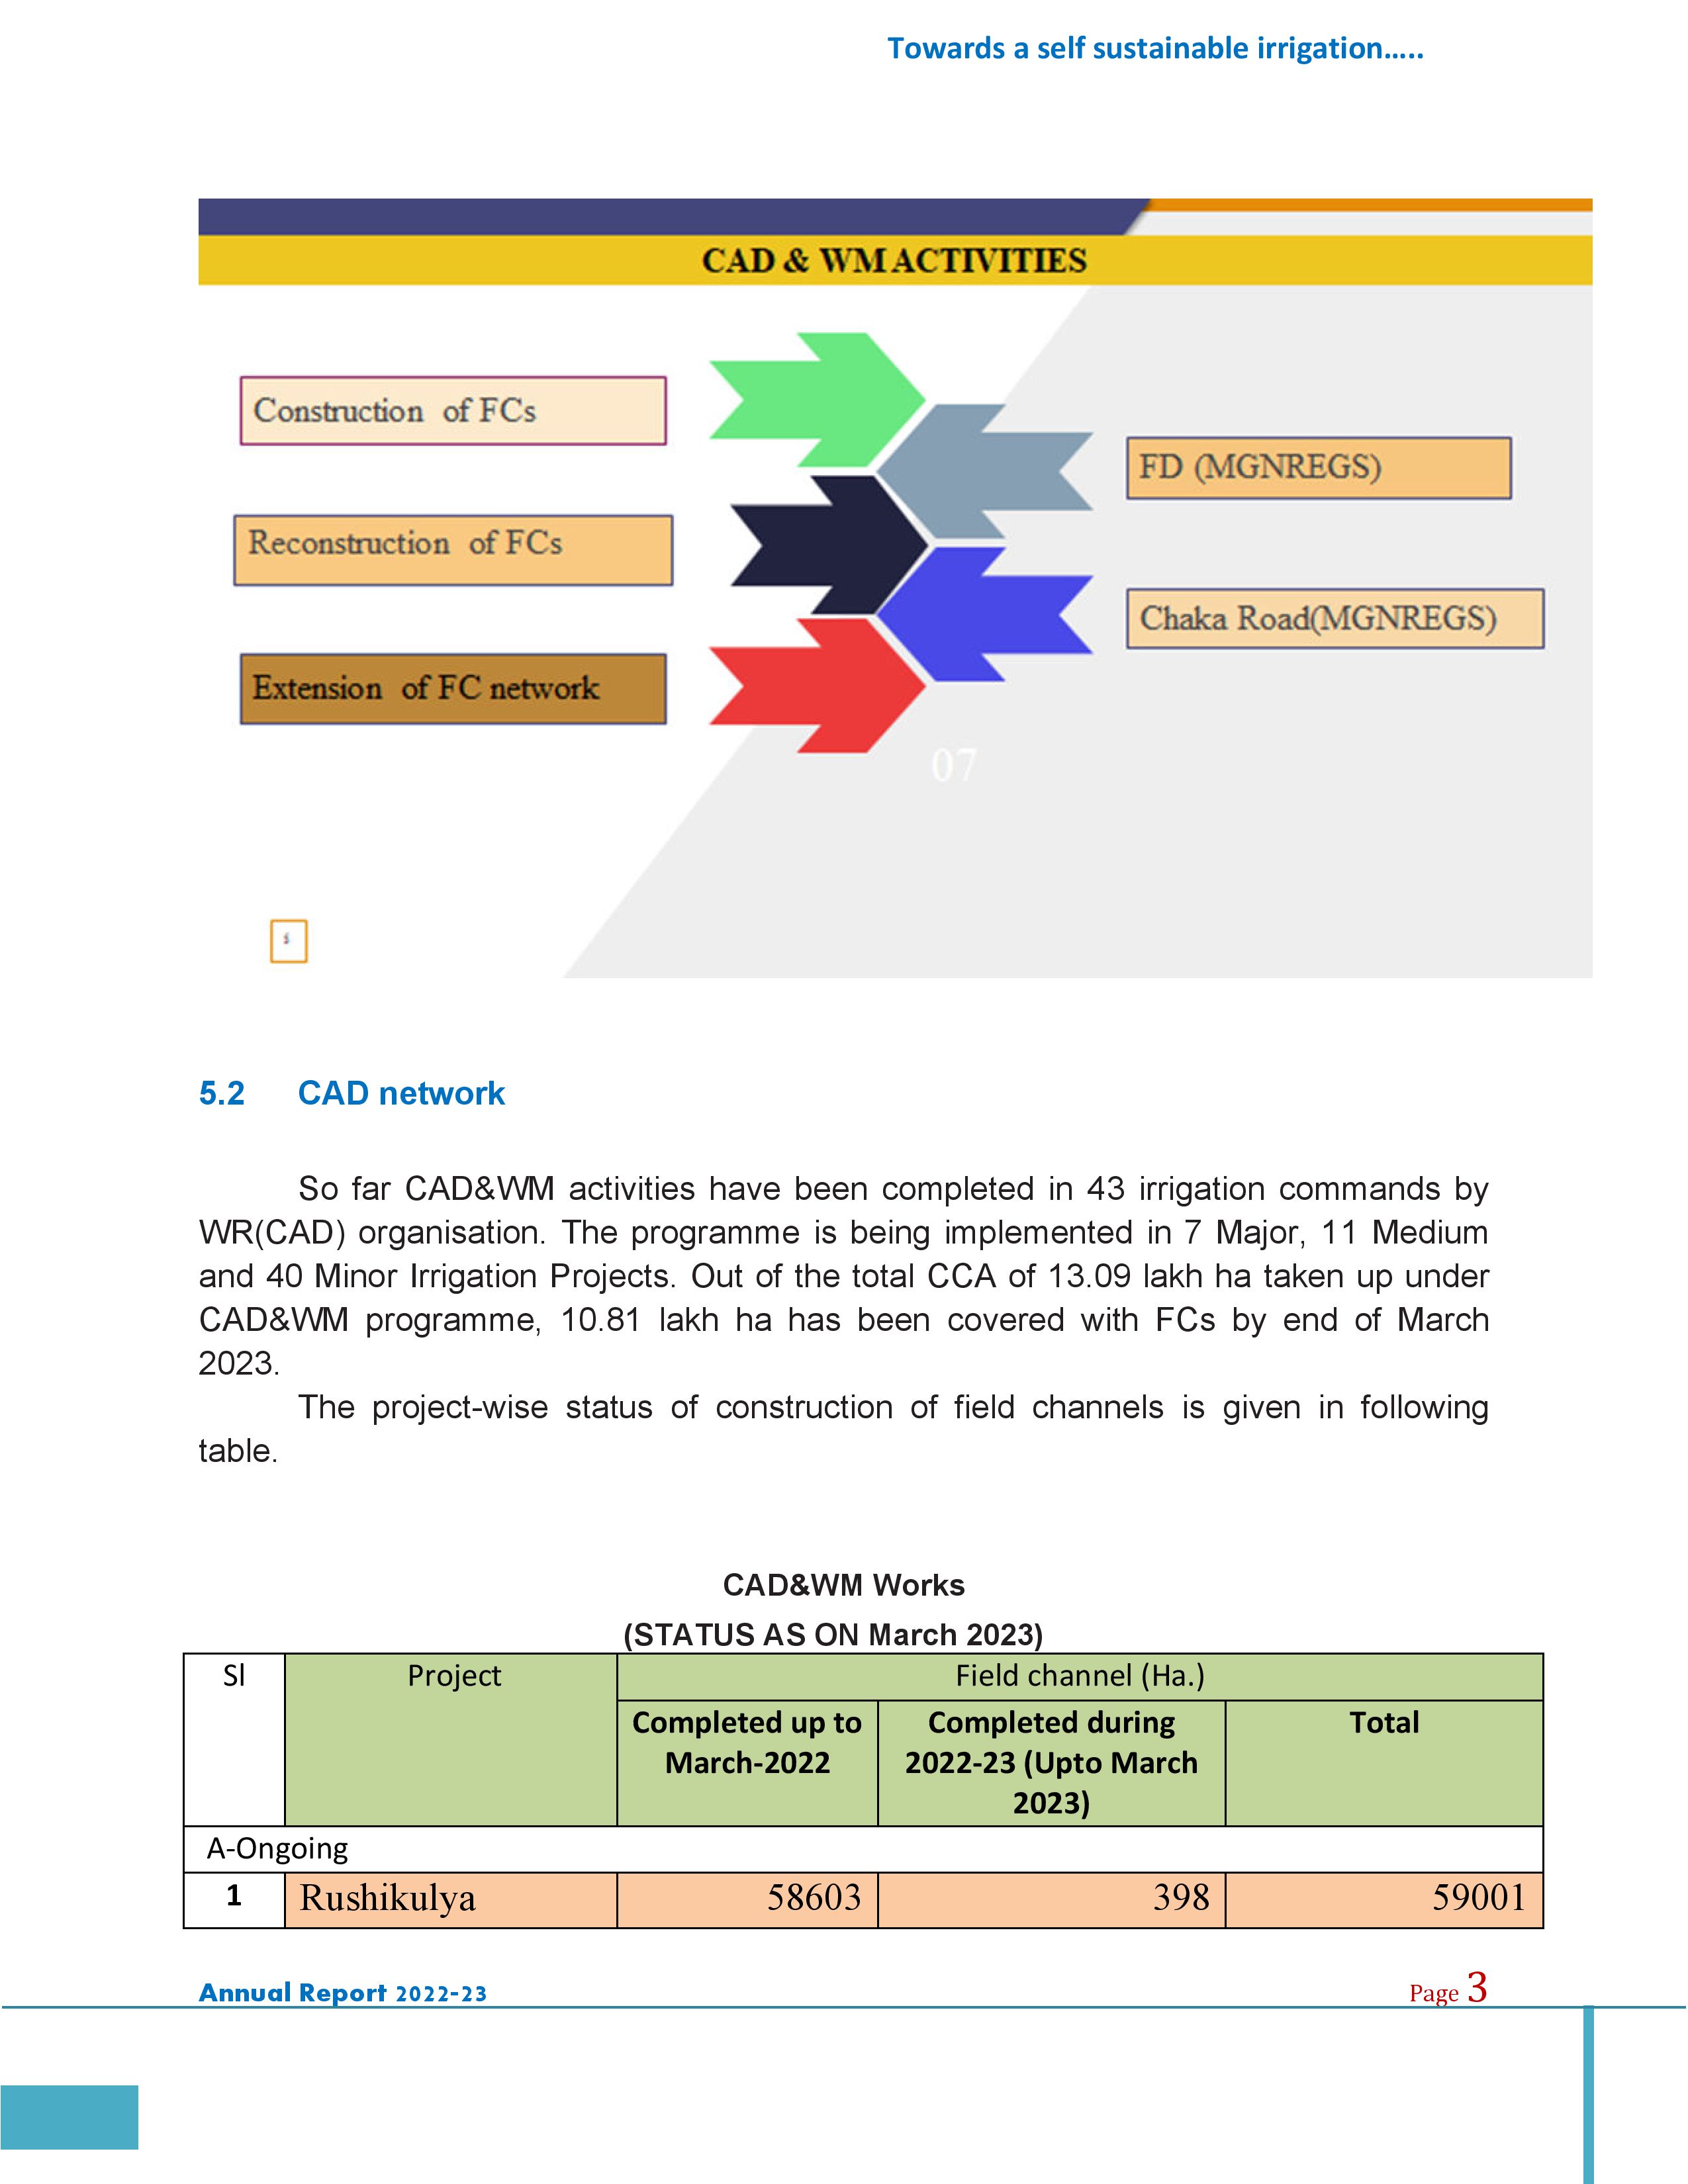 Towards a self sustainable irrigation.....
CAD & WM ACTIVITIES
Construction of FCs
FD (MGNREGS)
Reconstruction of FCs
Chaka Road(MGNREGS)
Extension of FC network
07
5
5.2 CAD network
So far CAD&WM activities have been completed in 43 irrigation commands by
WR(CAD) organisation. The programme is being implemented in 7 Major, 11 Medium
and 40 Minor Irrigation Projects. Out of the total CCA of 13.09 lakh ha taken up under
CAD&WM programme, 10.81 lakh ha has been covered with FCs by end of March
2023.
The project-wise status of construction of field channels is given in following
table.
CAD&WM Works
(STATUS AS ON March 2023)
Sl Project Field channel (Ha.)
Completed up to March-2022 Completed during 2022-23 (Upto March 2023) Total
A-Ongoing
1 Rushikulya 58603 398 59001
Annual Report 2022-23 Page 3